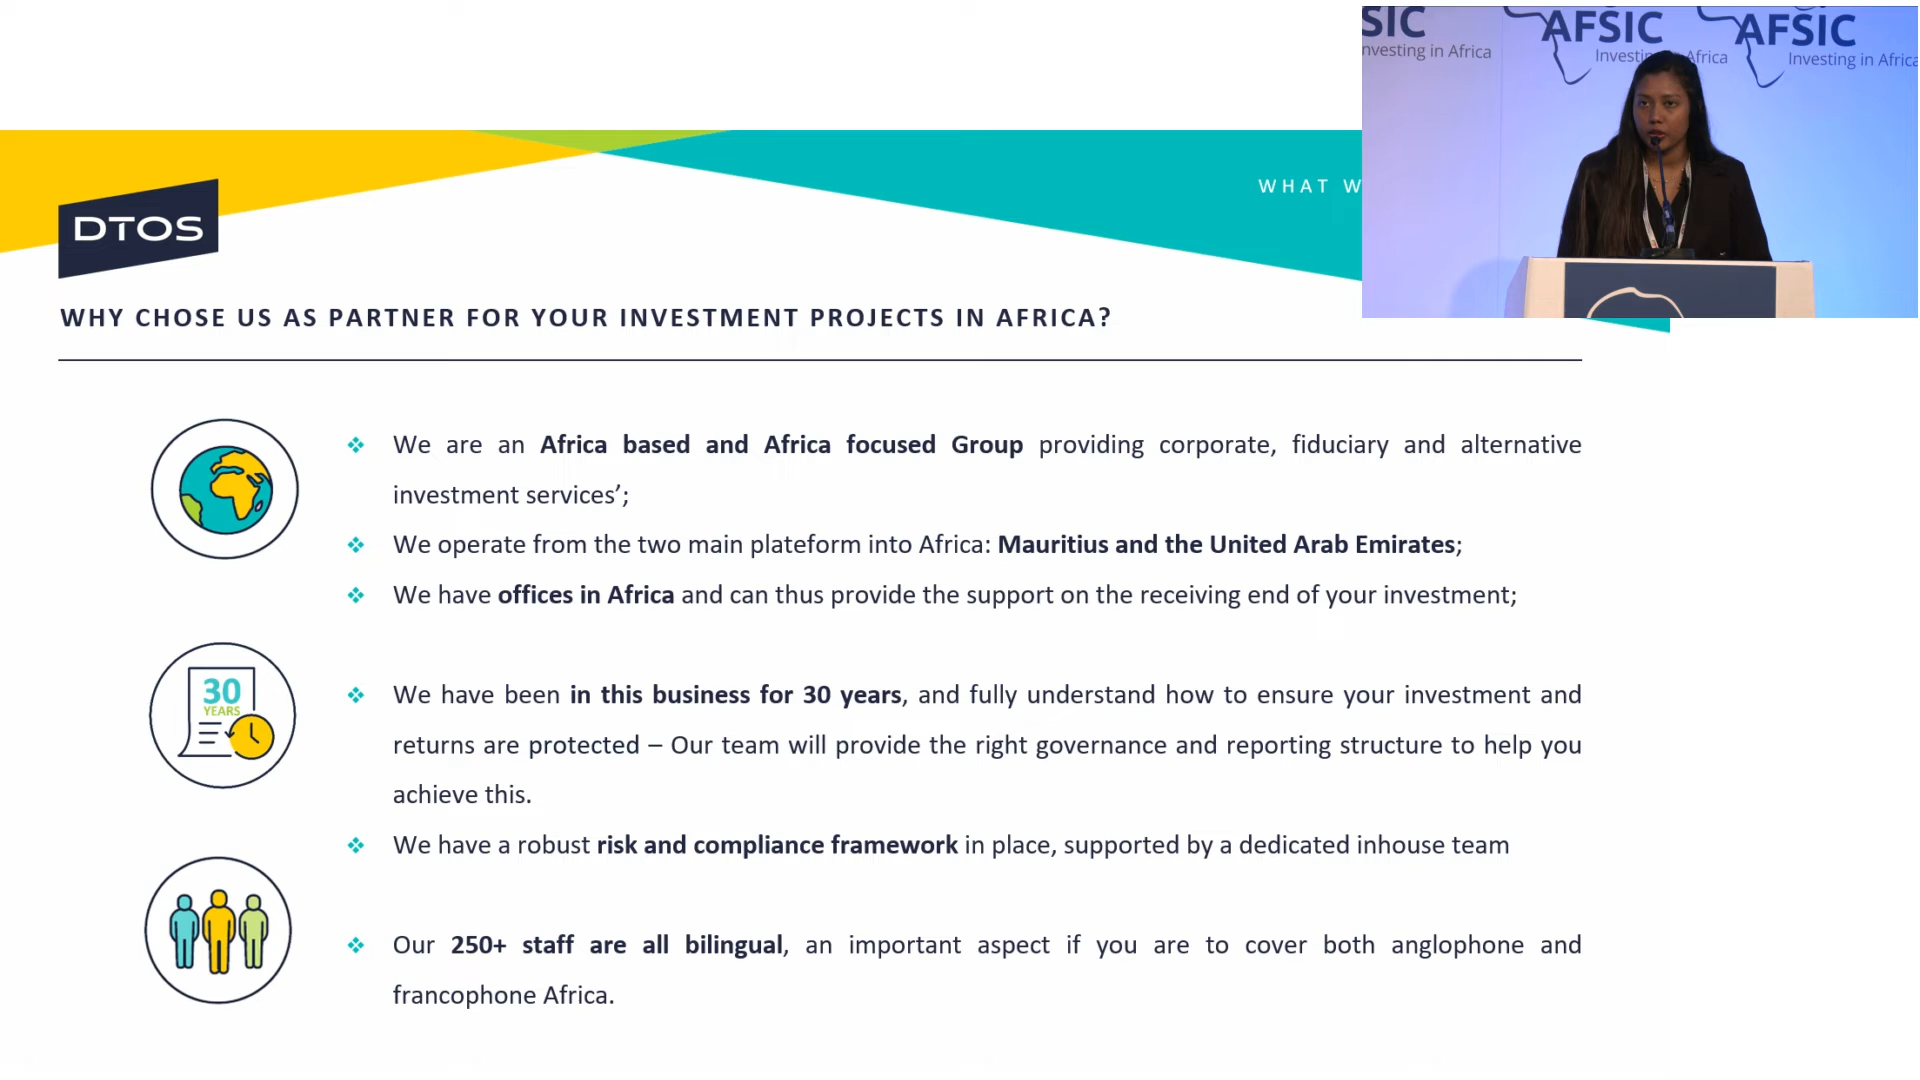 SIC
nvesting in Africa
AFSIC
Africa
AFSIC
Investing in Africa
WHAT W
DTOS
WHY CHOSE US AS PARTNER FOR YOUR INVESTMENT PROJECTS IN AFRICA?
❖ We are an Africa based and Africa focused Group providing corporate, fiduciary and alternative
investment services’;
❖ We operate from the two main plateform into Africa: Mauritius and the United Arab Emirates;
❖ We have offices in Africa and can thus provide the support on the receiving end of your investment;
30
YEARS
❖ We have been in this business for 30 years, and fully understand how to ensure your investment and
returns are protected – Our team will provide the right governance and reporting structure to help you
achieve this.
❖ We have a robust risk and compliance framework in place, supported by a dedicated inhouse team
❖ Our 250+ staff are all bilingual, an important aspect if you are to cover both anglophone and
francophone Africa.